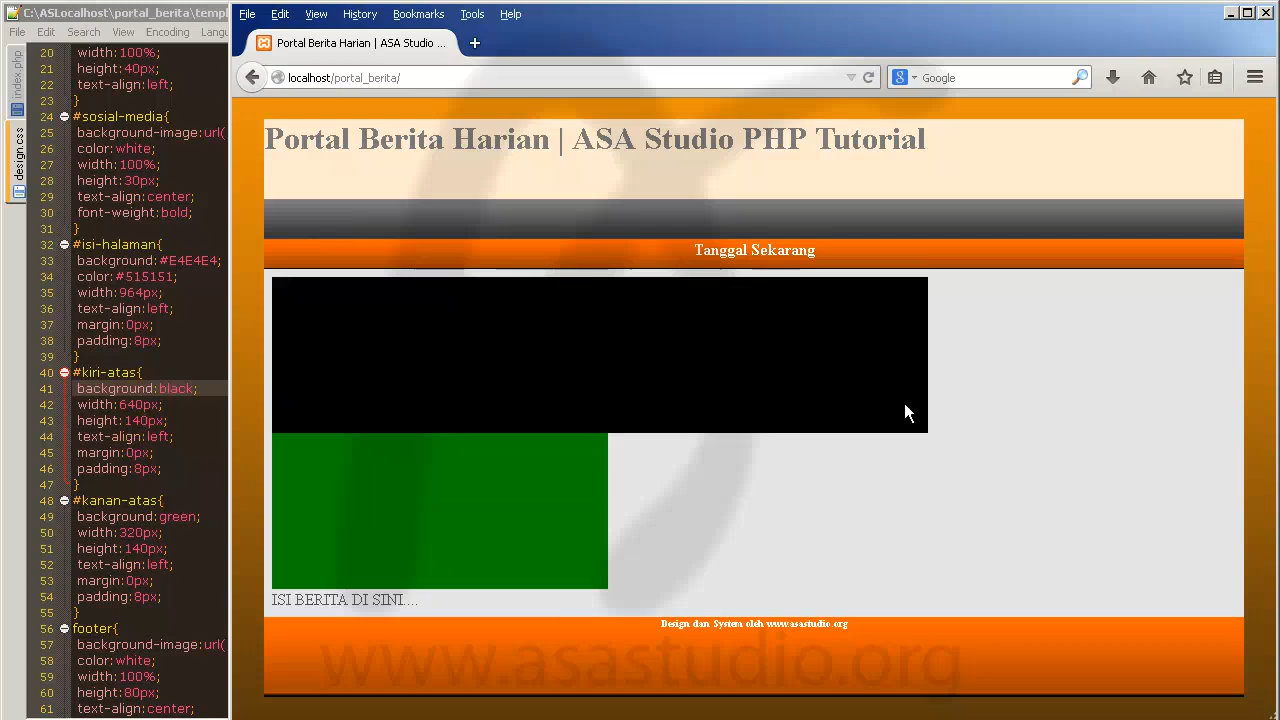 C:\ASLocalhost\portal_berita\templ
File Edit Search View Encoding Langu
index.php
design.css
20 width:100%;
21 height:40px;
22 text-align:left;
23 }
24 #sosial-media{
25 background-image:url(
26 color:white;
27 width:100%;
28 height:30px;
29 text-align:center;
30 font-weight:bold;
31 }
32 #isi-halaman{
33 background:#E4E4E4;
34 color:#515151;
35 width:964px;
36 text-align:left;
37 margin:0px;
38 padding:8px;
39 }
40 #kiri-atas{
41 background:black;
42 width:640px;
43 height:140px;
44 text-align:left;
45 margin:0px;
46 padding:8px;
47 }
48 #kanan-atas{
49 background:green;
50 width:320px;
51 height:140px;
52 text-align:left;
53 margin:0px;
54 padding:8px;
55 }
56 footer{
57 background-image:url(
58 color:white;
59 width:100%;
60 height:80px;
61 text-align:center;
File Edit View History Bookmarks Tools Help
Portal Berita Harian | ASA Studio ...
localhost/portal_berita/
Google
Portal Berita Harian | ASA Studio PHP Tutorial
Tanggal Sekarang
ISI BERITA DI SINI....
Design dan System oleh www.asastudio.org
www.asastudio.org